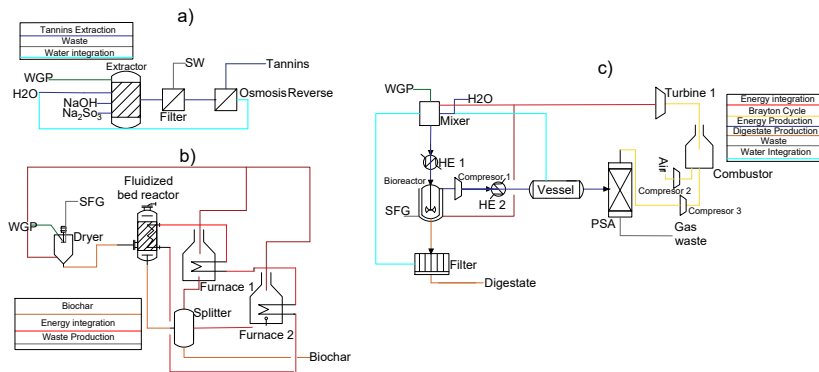 a)
Tannins Extraction
Waste
Water integration
Extractor
WGP
H2O
NaOH
Na2So3
SW
Filter
Tannins
Osmosis Reverse
b)
Fluidized
bed reactor
SFG
WGP
Dryer
Furnace 1
Splitter
Furnace 2
Biochar
Biochar
Energy integration
Waste Production
c)
WGP
H2O
Mixer
HE 1
Bioreactor
Compresor 1
HE 2
SFG
Filter
Digestate
Vessel
PSA
Gas
waste
Turbine 1
Air
Compresor 2
Combustor
Compresor 3
Energy integration
Brayton Cycle
Energy Production
Digestate Production
Waste
Water Integration